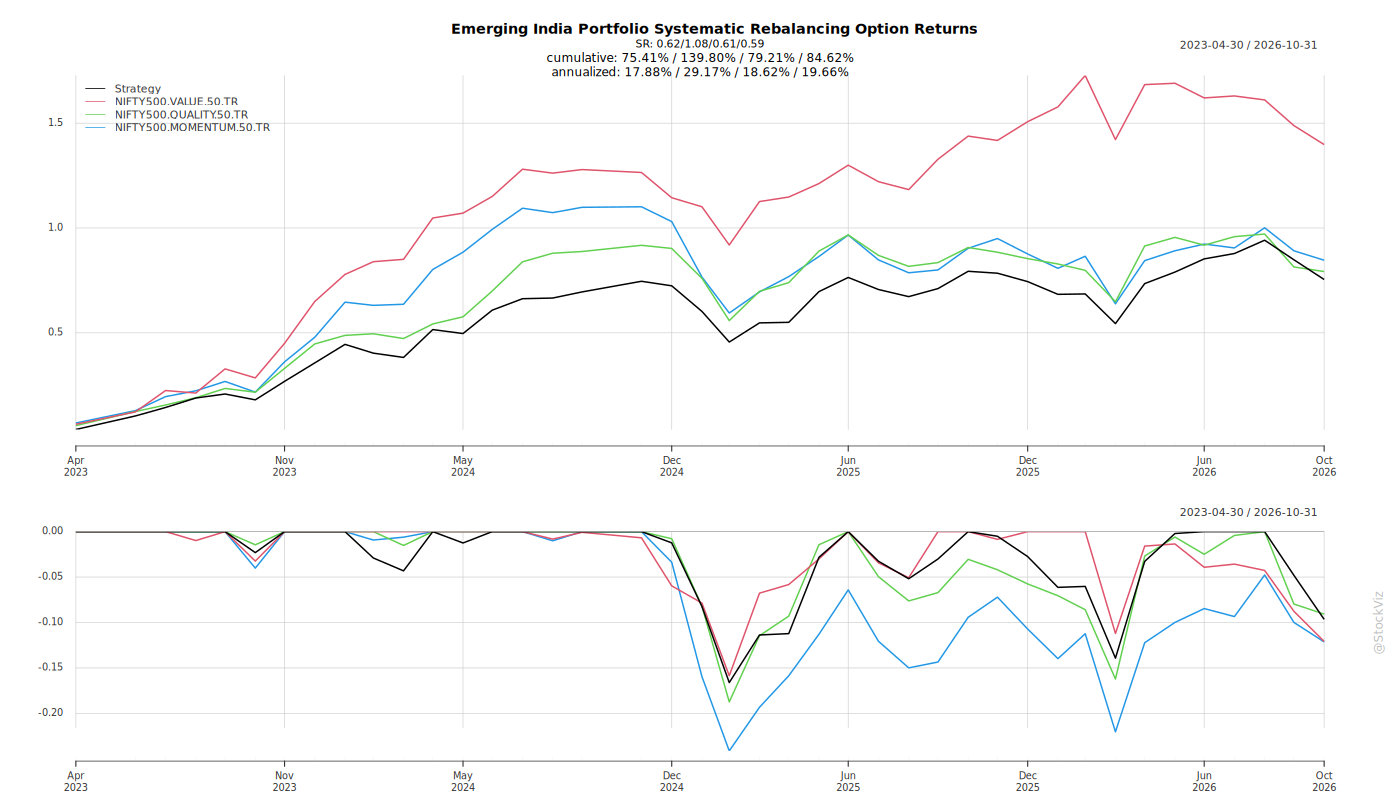 Emerging India Portfolio Systematic Rebalancing Option Returns
SR: 0.62/1.08/0.61/0.59
cumulative: 75.41% / 139.80% / 79.21% / 84.62%
annualized: 17.88% / 29.17% / 18.62% / 19.66%
2023-04-30 / 2026-10-31
Strategy
NIFTY500.VALUE.50.TR
NIFTY500.QUALITY.50.TR
NIFTY500.MOMENTUM.50.TR
1.5
1.0
0.5
Apr Nov May Dec Jun Dec Jun Oct
2023 2023 2024 2024 2025 2025 2026 2026
2023-04-30 / 2026-10-31
0.00
-0.05
-0.10
-0.15
-0.20
Apr Nov May Dec Jun Dec Jun Oct
2023 2023 2024 2024 2025 2025 2026 2026
@StockViz